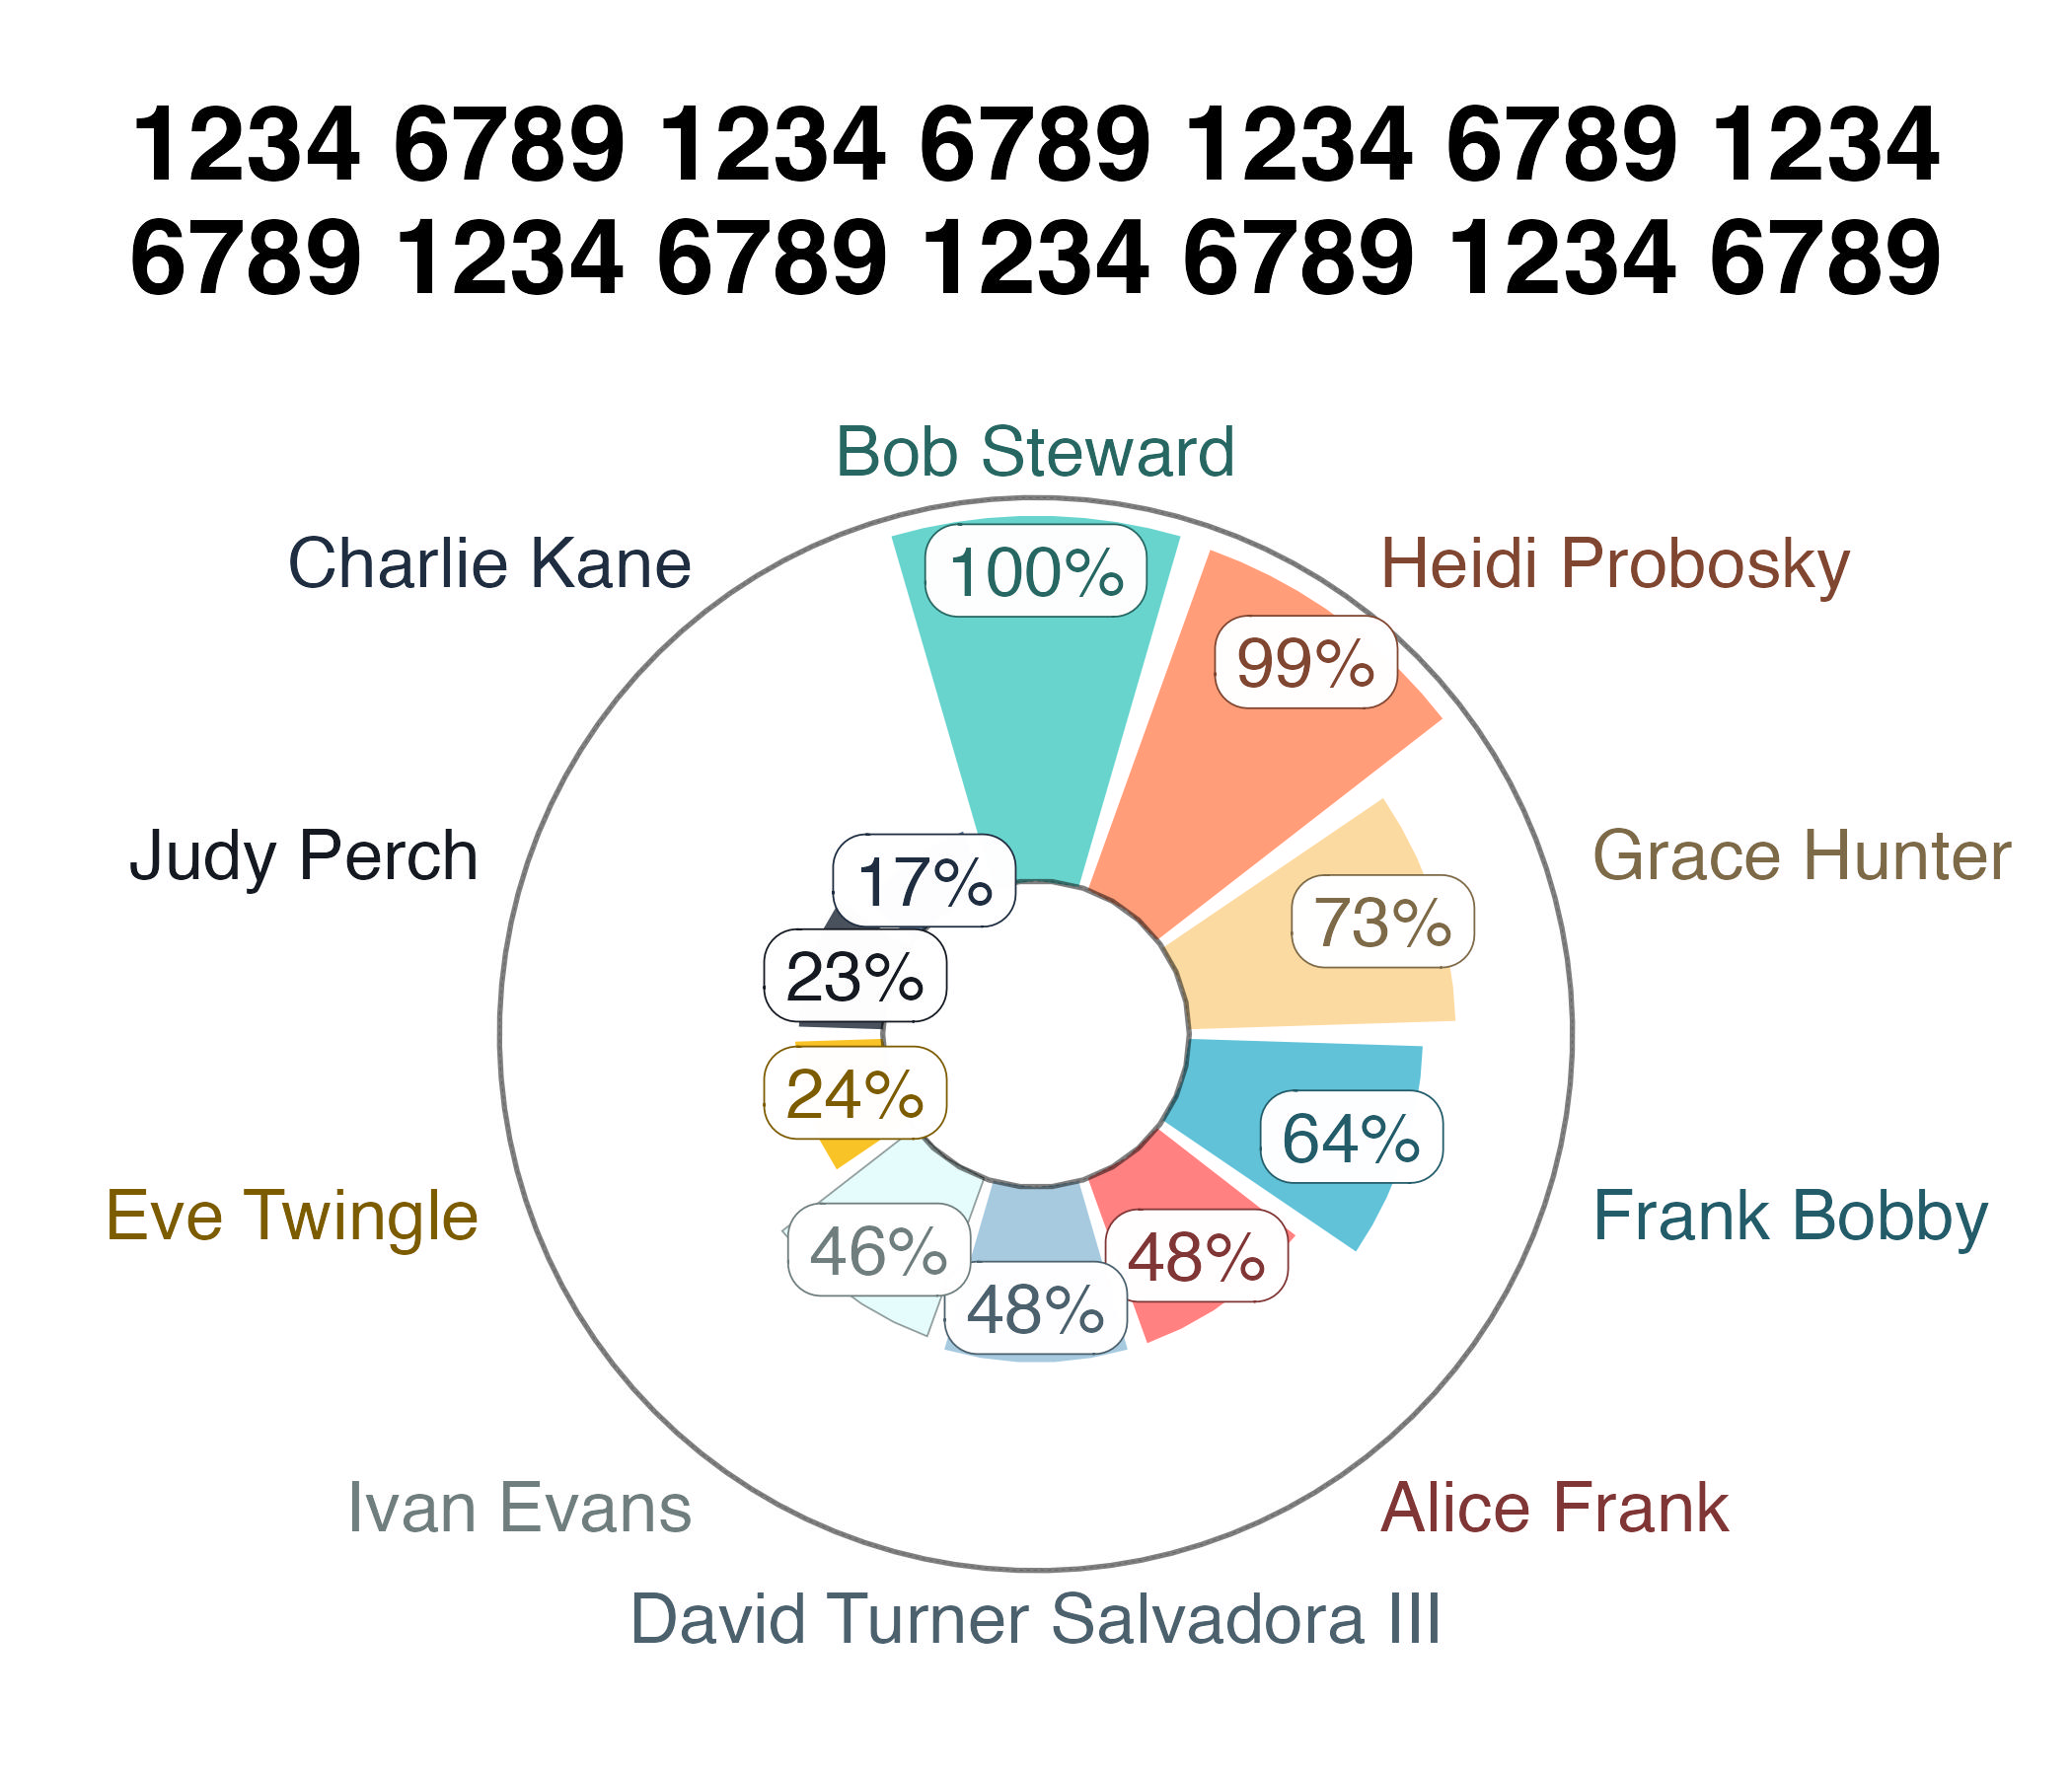 1234 6789 1234 6789 1234 6789 1234
6789 1234 6789 1234 6789 1234 6789
Bob Steward
Charlie Kane
Heidi Probosky
100%
99%
Judy Perch
17%
73%
Grace Hunter
23%
24%
64%
Eve Twingle
46%
48%
48%
Frank Bobby
Ivan Evans
Alice Frank
David Turner Salvadora III